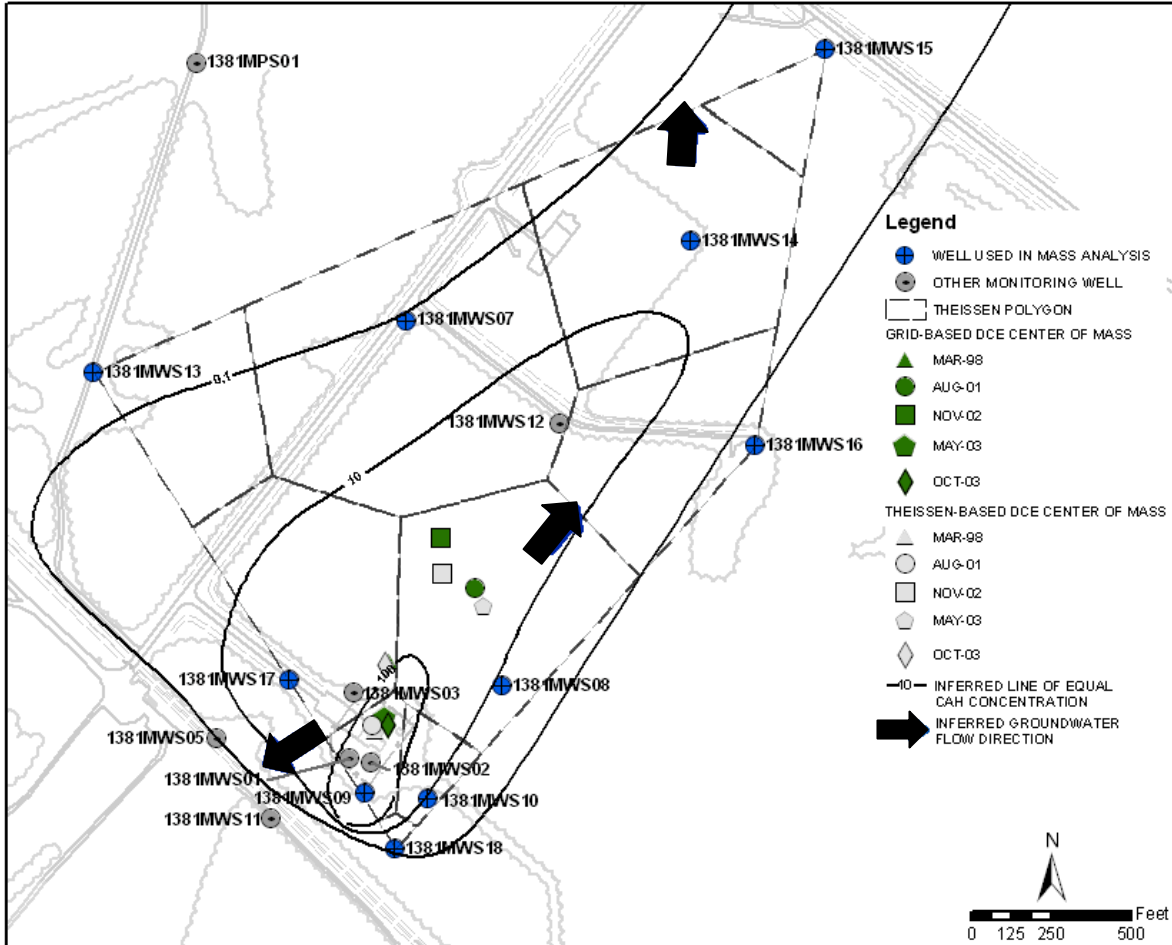 1381MPS01
1381MWS15
1381MWS14
1381MWS07
1381MWS13
0.1
1381MWS12
1381MWS16
10
1381MWS17
1381MWS03
100
1381MWS08
1381MWS05
1381MWS01
1381MWS02
1381MWS09
1381MWS10
1381MWS11
1381MWS18
Legend
WELL USED IN MASS ANALYSIS
OTHER MONITORING WELL
THEISSEN POLYGON
GRID-BASED DCE CENTER OF MASS
MAR-98
AUG-01
NOV-02
MAY-03
OCT-03
THEISSEN-BASED DCE CENTER OF MASS
MAR-98
AUG-01
NOV-02
MAY-03
OCT-03
10 INFERRED LINE OF EQUAL
CAH CONCENTRATION
INFERRED GROUNDWATER
FLOW DIRECTION
N
Feet
0 125 250 500